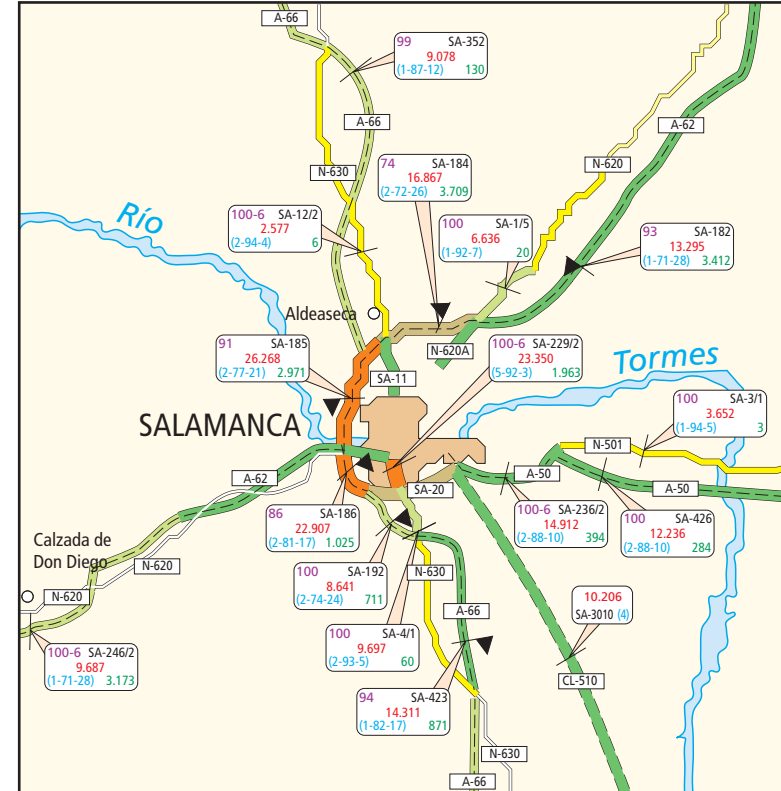 A-66
99 SA-352
9.078
(1-87-12) 130
A-66
A-62
N-630
74 SA-184
16.867
(2-72-26) 3.709
N-620
Río
100-6 SA-12/2
2.577
(2-94-4) 6
100 SA-1/5
6.636
(1-92-7) 20
93 SA-182
13.295
(1-71-28) 3.412
Aldeaseca
91 SA-185
26.268
(2-77-21) 2.971
N-620A
100-6 SA-229/2
23.350
(5-92-3) 1.963
Tormes
SA-11
100 SA-3/1
3.652
(1-94-5) 3
SALAMANCA
N-501
A-62
A-50
SA-20
A-50
86 SA-186
22.907
(2-81-17) 1.025
100-6 SA-236/2
14.912
(2-88-10) 394
100 SA-426
12.236
(2-88-10) 284
Calzada de
Don Diego
N-620
N-620
100 SA-192
8.641
(2-74-24) 711
N-630
10.206
SA-3010 (4)
A-66
100 SA-4/1
9.697
(2-93-5) 60
100-6 SA-246/2
9.687
(1-71-28) 3.173
CL-510
94 SA-423
14.311
(1-82-17) 871
N-630
A-66